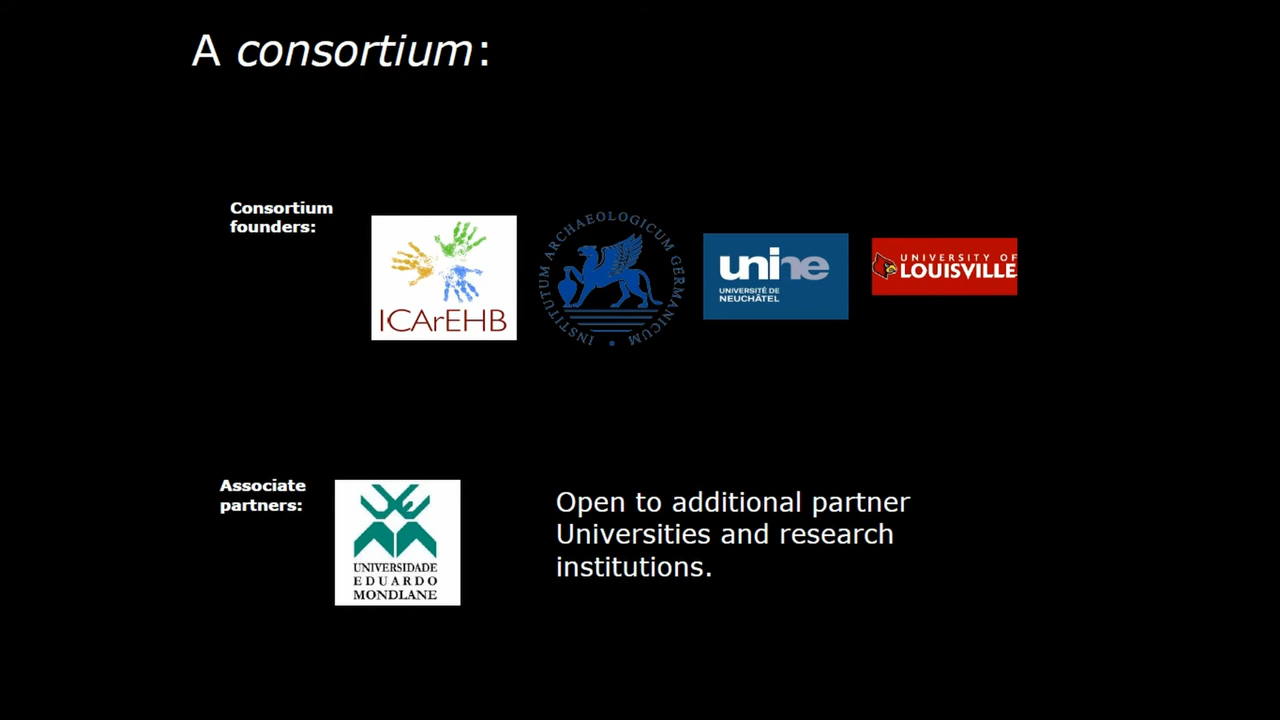 A consortium:
Consortium
founders:
ICArEHB
INSTITUTUM ARCHAEOLOGICUM GERMANICUM
unine
UNIVERSITÉ DE
NEUCHÂTEL
UNIVERSITY OF
LOUISVILLE
Associate
partners:
UEM
UNIVERSIDADE
EDUARDO
MONDLANE
Open to additional partner
Universities and research
institutions.